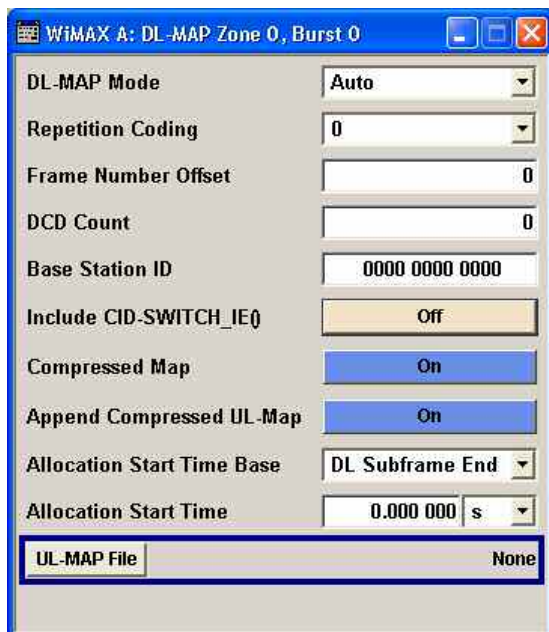 WiMAX A: DL-MAP Zone 0, Burst 0
DL-MAP Mode Auto
Repetition Coding 0
Frame Number Offset 0
DCD Count 0
Base Station ID 0000 0000 0000
Include CID-SWITCH_IE() Off
Compressed Map On
Append Compressed UL-Map On
Allocation Start Time Base DL Subframe End
Allocation Start Time 0.000 000 s
UL-MAP File None